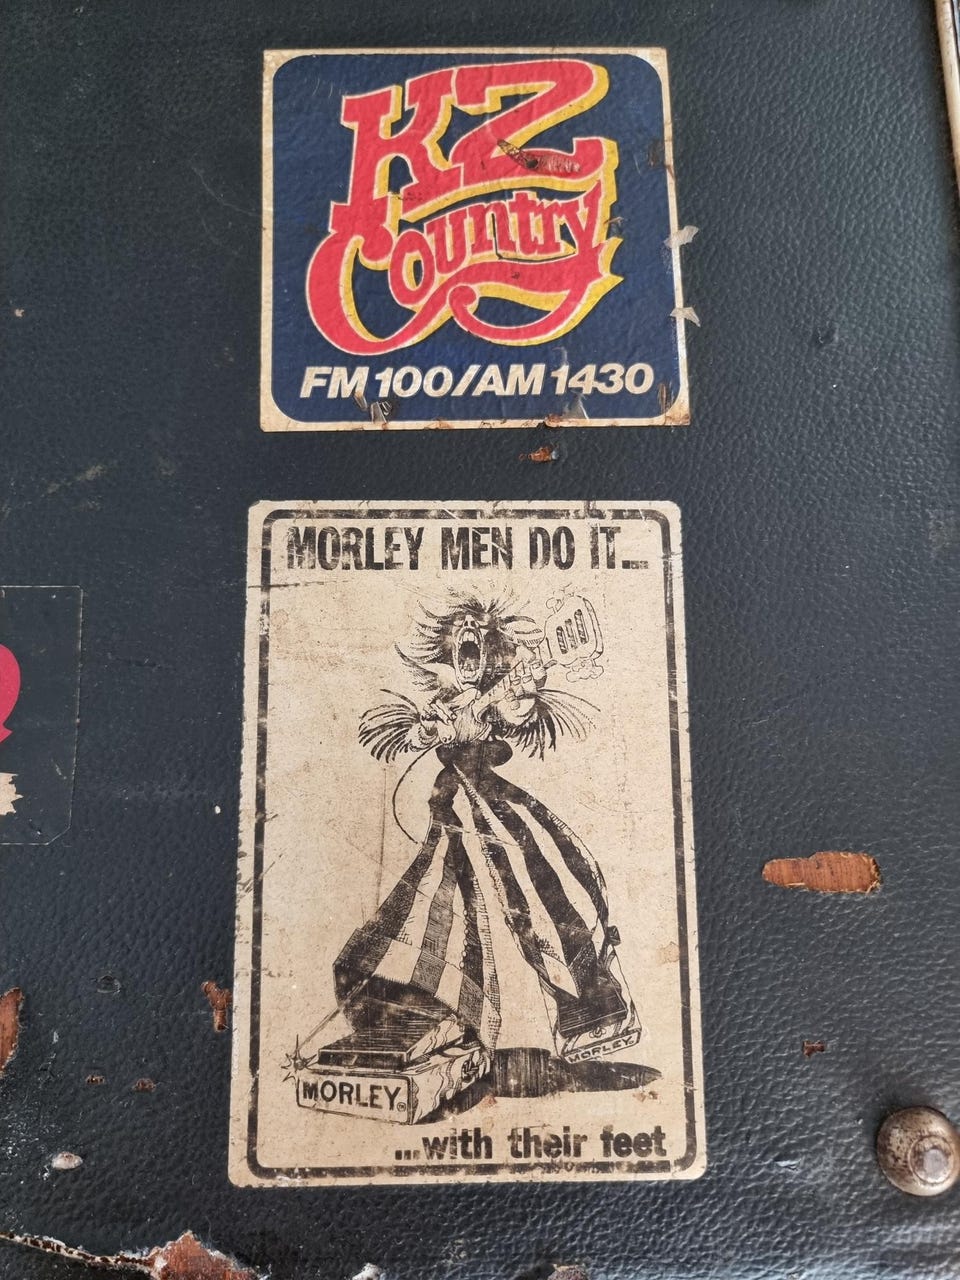 KZ
Country
FM 100/AM 1430
MORLEY MEN DO IT...
MORLEY
MORLEY
...with their feet